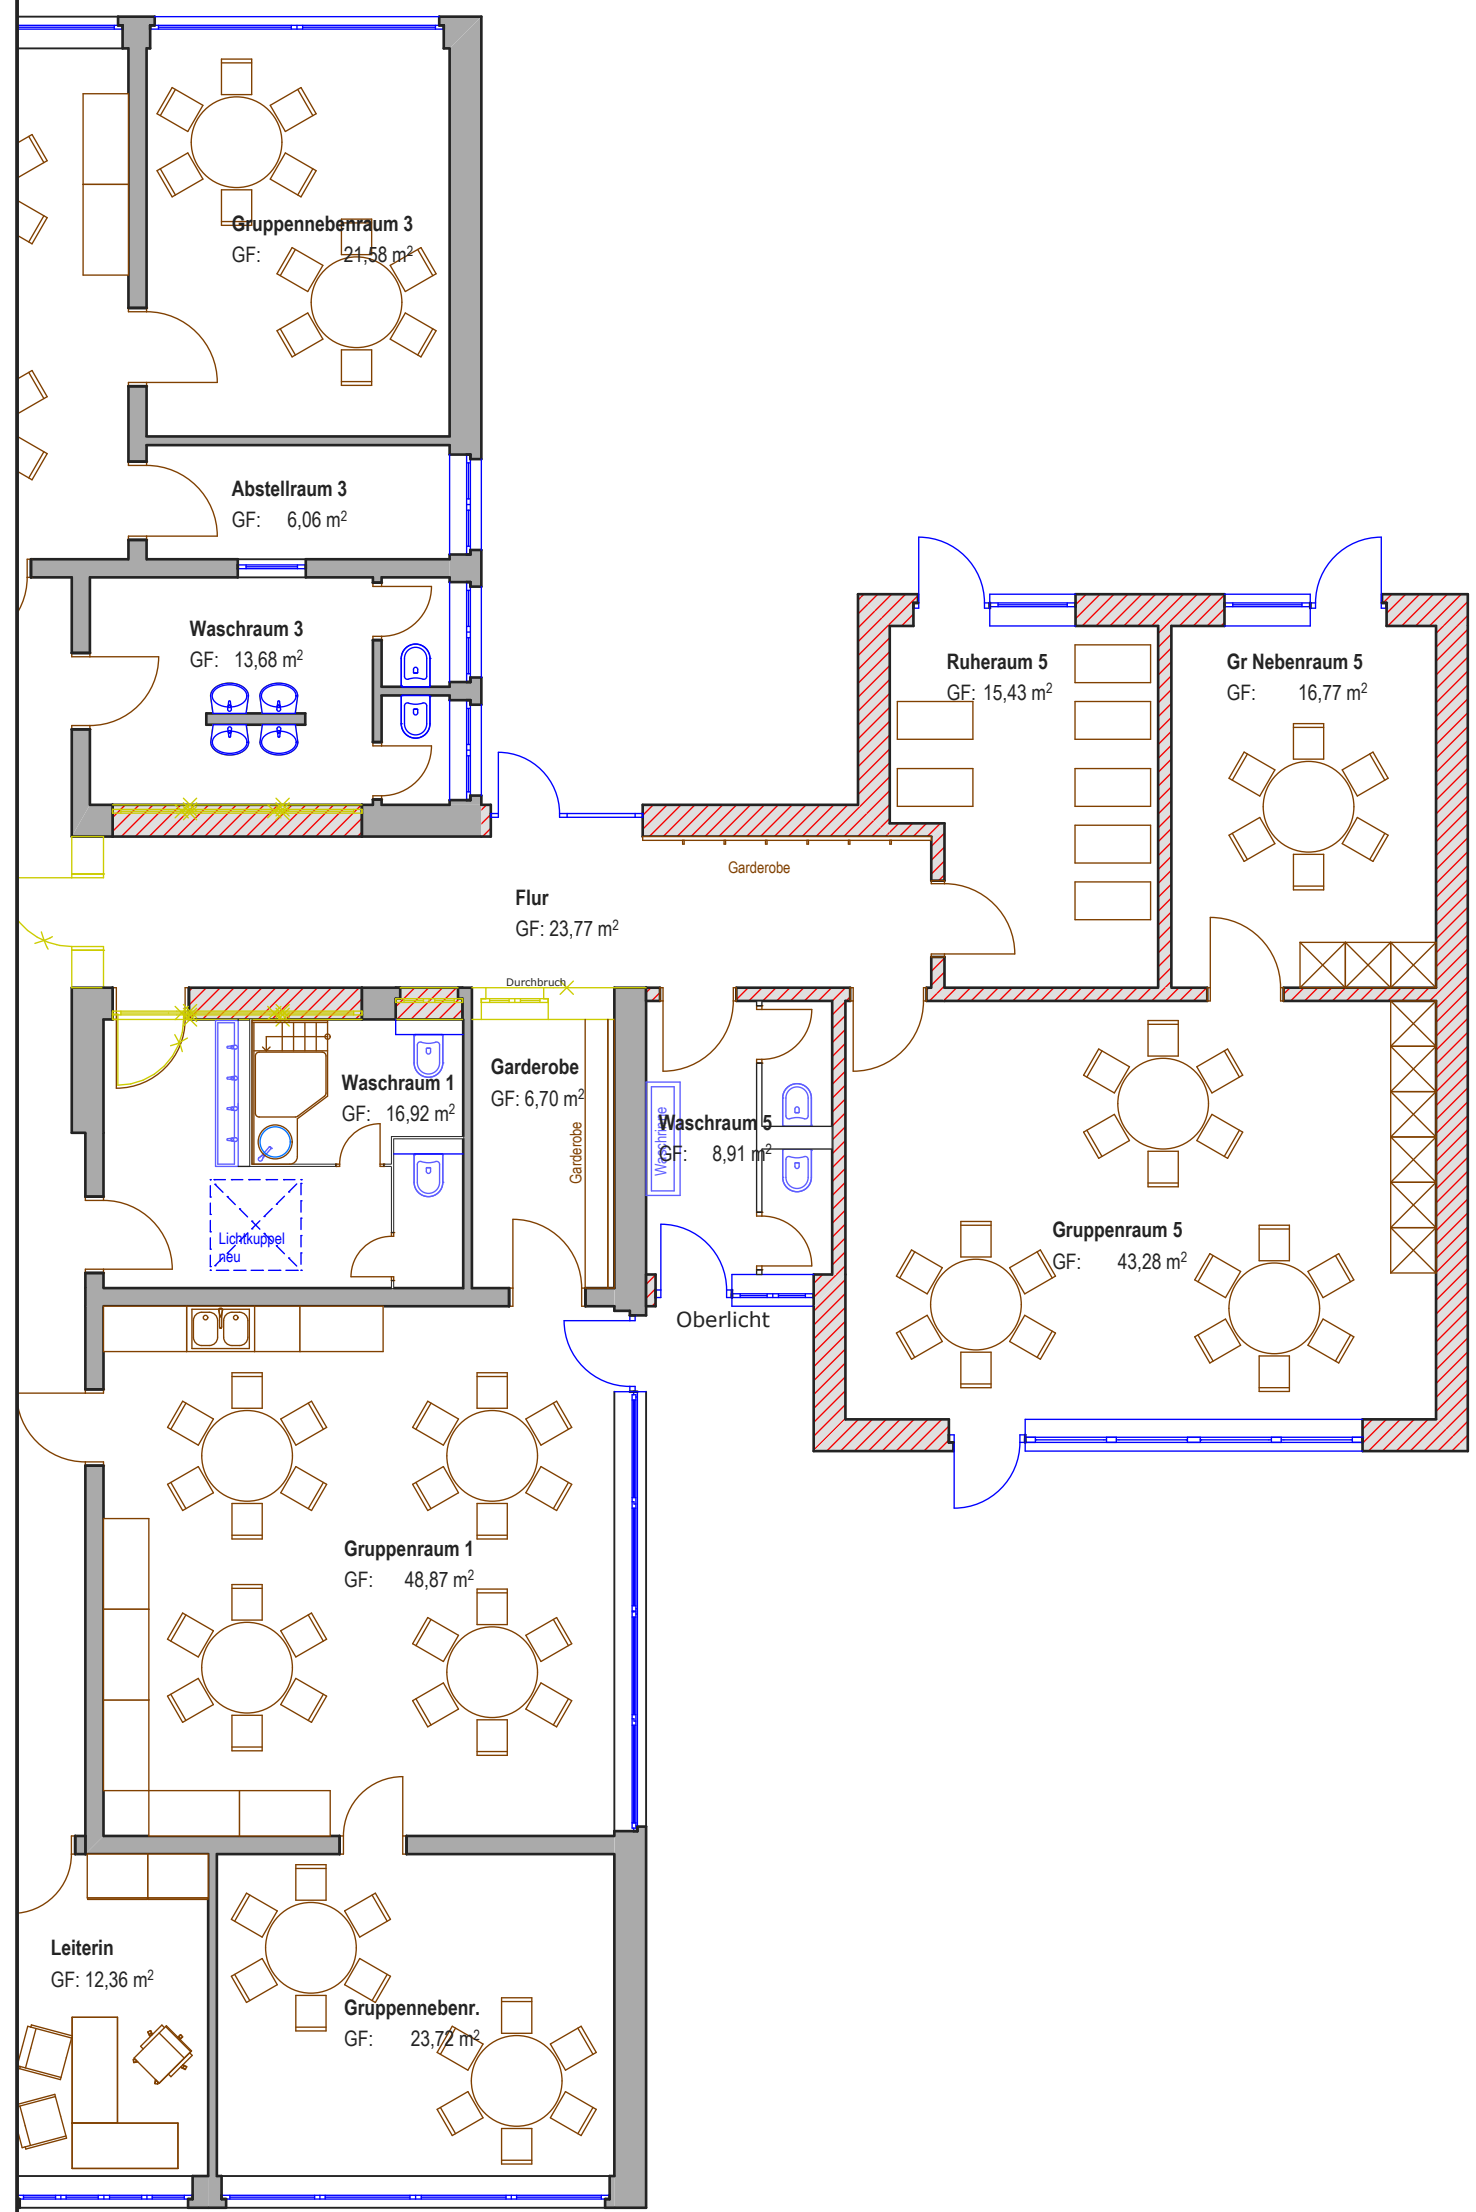 Gruppennebenraum 3
GF: 21,58 m²
Abstellraum 3
GF: 6,06 m²
Waschraum 3
GF: 13,68 m²
Ruheraum 5
GF: 15,43 m²
Gr Nebenraum 5
GF: 16,77 m²
Garderobe
Flur
GF: 23,77 m²
Durchbruch
Waschraum 1
GF: 16,92 m²
Garderobe
GF: 6,70 m²
Garderobe
Waschraum 5
GF: 8,91 m²
Waschrinne
Lichtkuppel
neu
Gruppenraum 5
GF: 43,28 m²
Oberlicht
Gruppenraum 1
GF: 48,87 m²
Leiterin
GF: 12,36 m²
Gruppennebenr.
GF: 23,72 m²